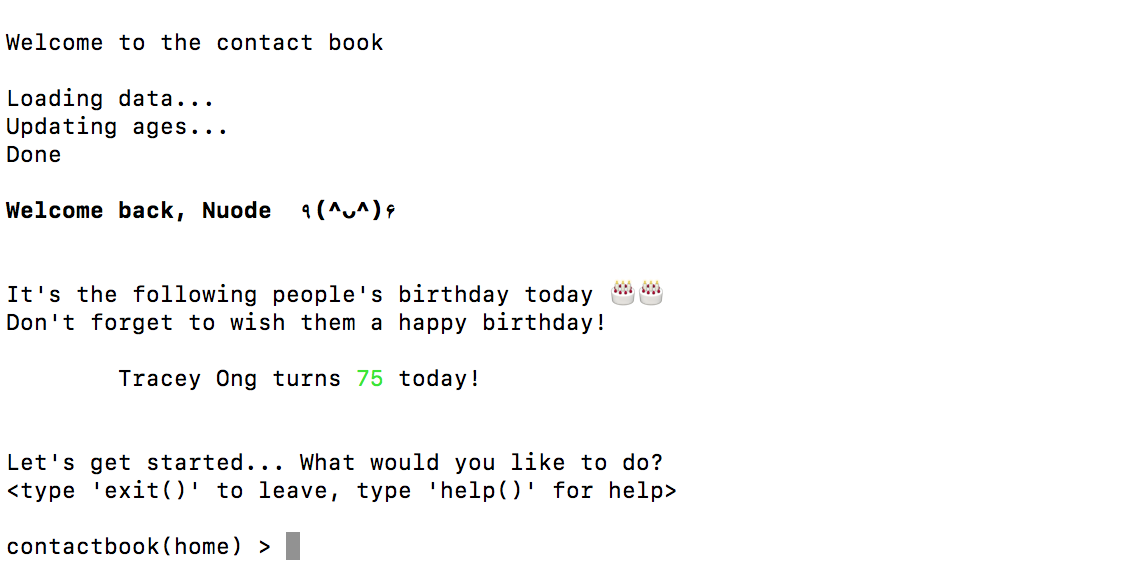 Welcome to the contact book
Loading data...
Updating ages...
Done
Welcome back, Nuode  ٩(^ᴗ^)۶
It's the following people's birthday today 🎂🎂
Don't forget to wish them a happy birthday!
Tracey Ong turns 75 today!
Let's get started... What would you like to do?
<type 'exit()' to leave, type 'help()' for help>
contactbook(home) >